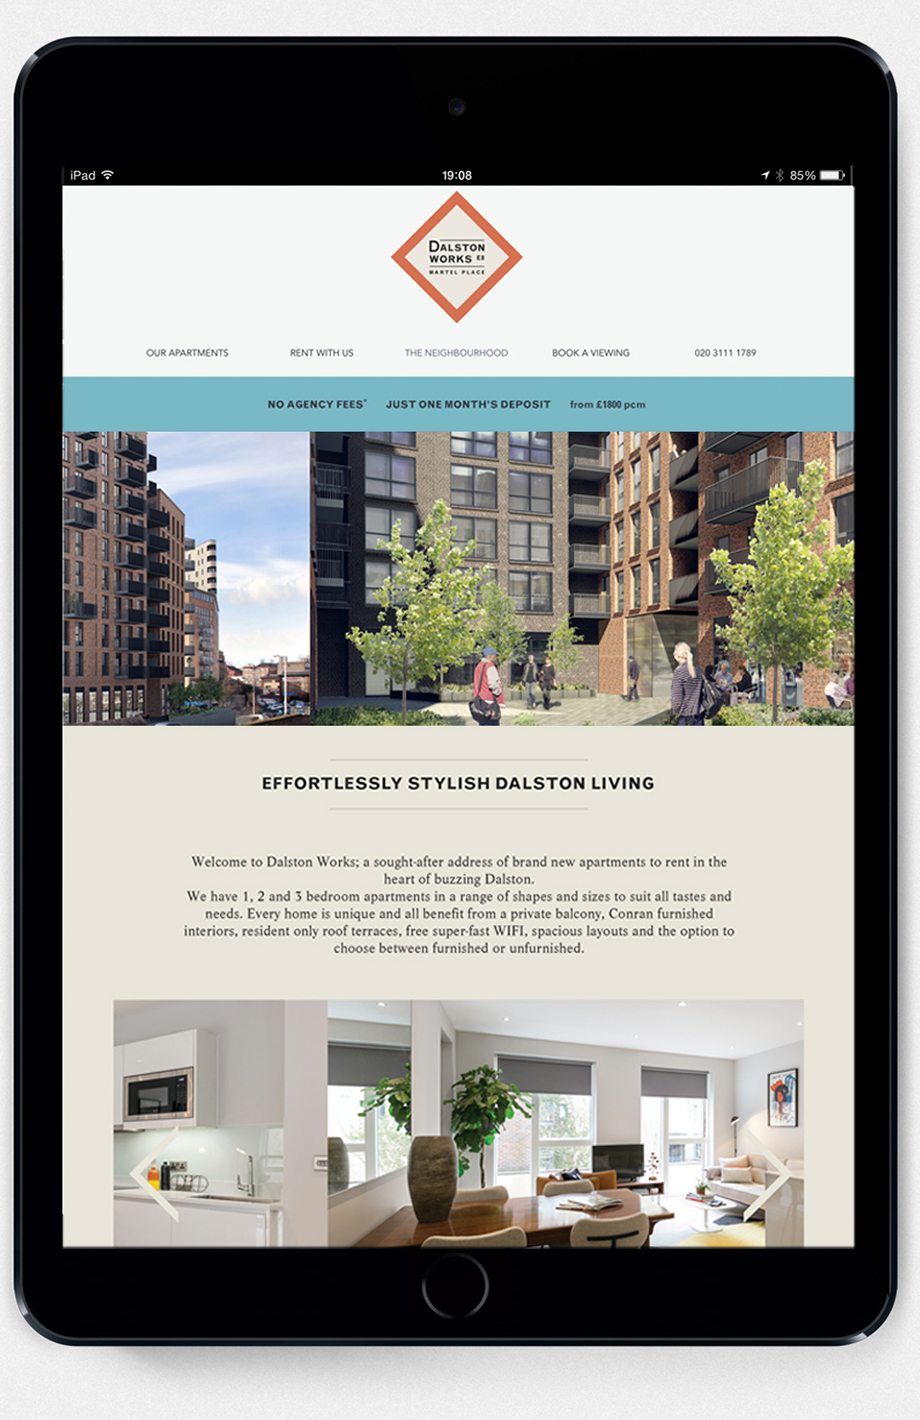 iPad
19:08
85%
DALSTON
WORKS E8
MARTEL PLACE
OUR APARTMENTS
RENT WITH US
THE NEIGHBOURHOOD
BOOK A VIEWING
020 3111 1789
NO AGENCY FEES* JUST ONE MONTH'S DEPOSIT from £1800 pcm
EFFORTLESSLY STYLISH DALSTON LIVING
Welcome to Dalston Works; a sought-after address of brand new apartments to rent in the
heart of buzzing Dalston.
We have 1, 2 and 3 bedroom apartments in a range of shapes and sizes to suit all tastes and
needs. Every home is unique and all benefit from a private balcony, Conran furnished
interiors, resident only roof terraces, free super-fast WIFI, spacious layouts and the option to
choose between furnished or unfurnished.